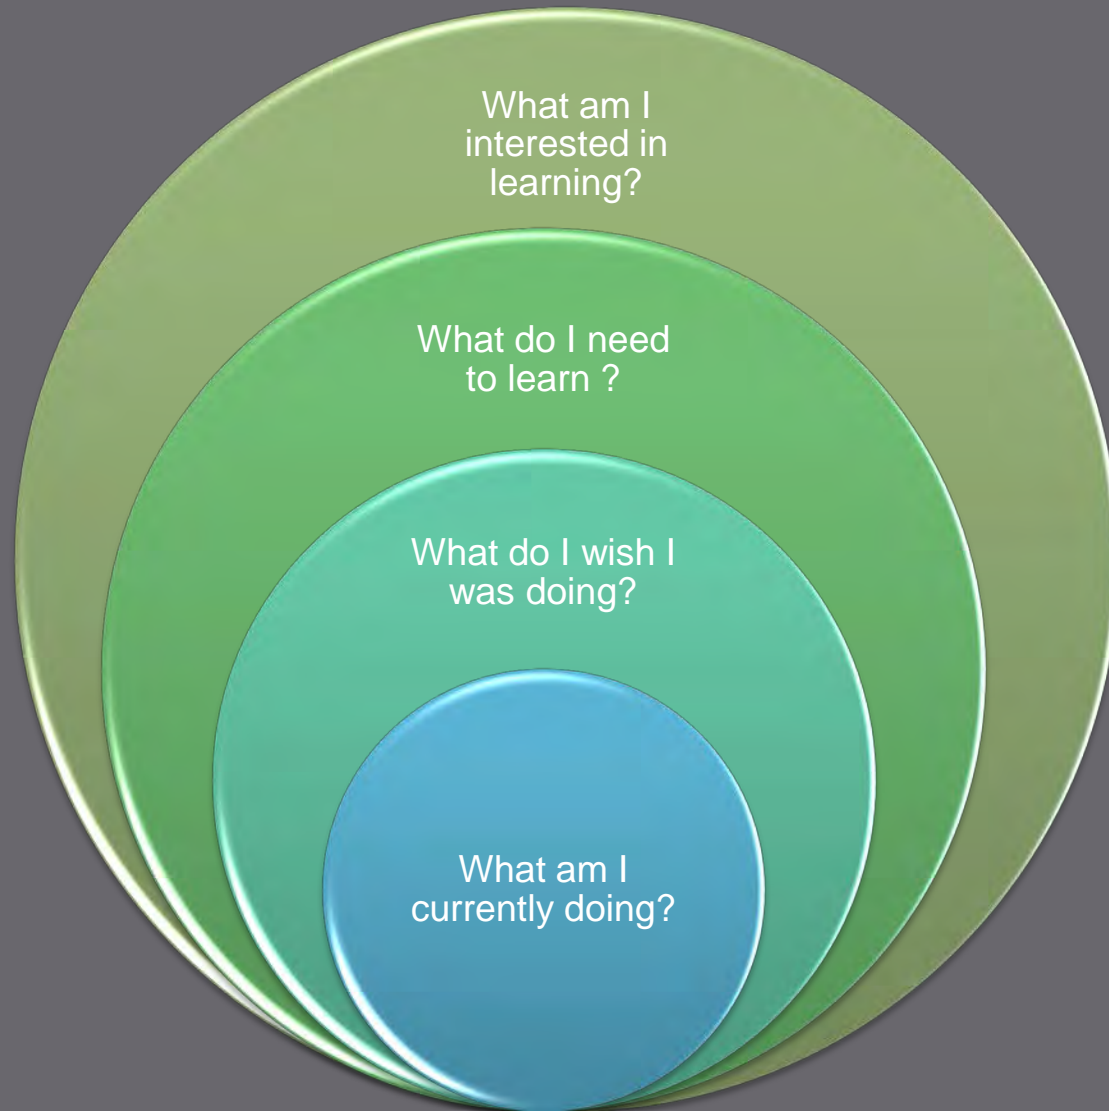 What am I
interested in
learning?
What do I need
to learn ?
What do I wish I
was doing?
What am I
currently doing?